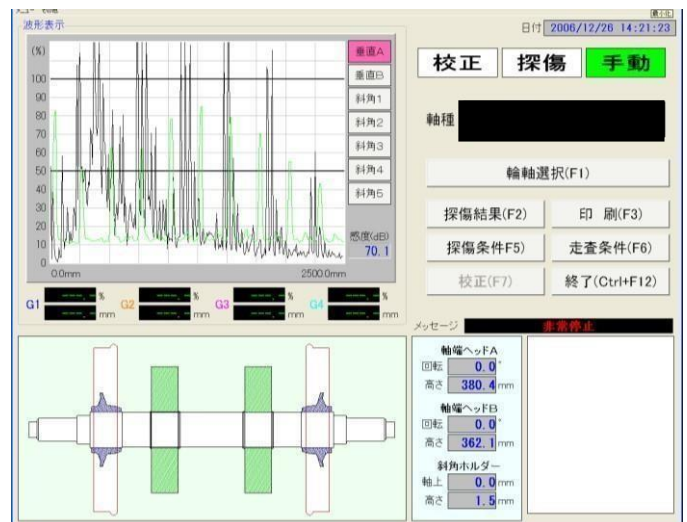 最小化
波形表示
日付 2006/12/26 14:21:23
(%)
100
90
80
70
60
50
40
30
20
10
0
0.0mm 2500.0mm
垂直A
垂直B
斜角1
斜角2
斜角3
斜角4
斜角5
感度(dB)
70.1
校正 探傷 手動
軸種
輪軸選択(F1)
探傷結果(F2) 印 刷(F3)
探傷条件F5) 走査条件(F6)
校正(F7) 終了(Ctrl+F12)
G1 ---.- % G2 ---.- % G3 ---.- % G4 ---.- %
---.- mm ---.- mm ---.- mm ---.- mm
メッセージ 非常停止
軸端ヘッドA
回転 0.0 °
高さ 380.4 mm
軸端ヘッドB
回転 0.0 °
高さ 362.1 mm
斜角ホルダー
軸上 0.0 mm
高さ 1.5 mm